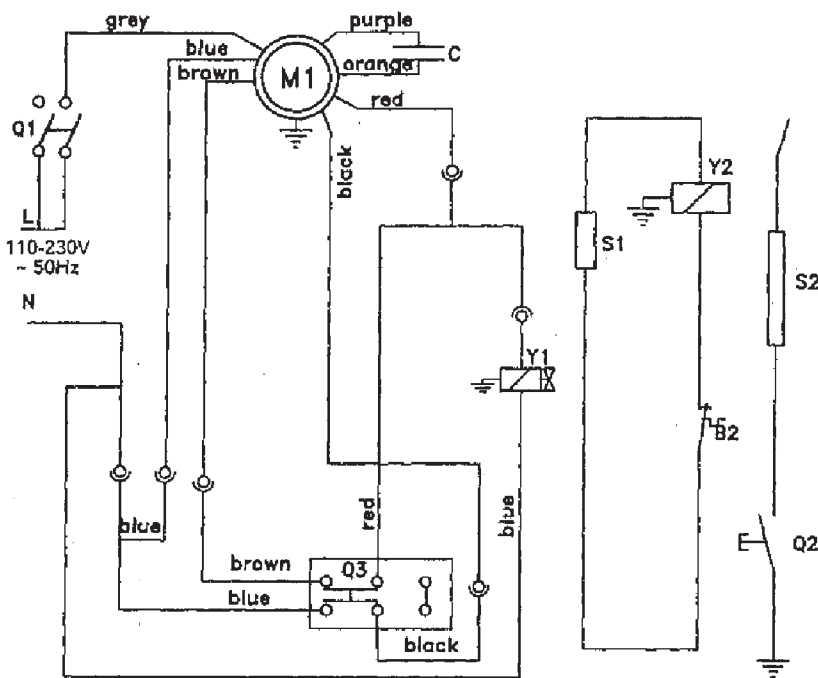 grey
purple
blue
C
orange
brown
M1
red
Q1
black
L
110-230V
~ 50Hz
Y2
S1
S2
N
Y1
B2
red
blue
blue
Q2
brown
Q3
blue
black